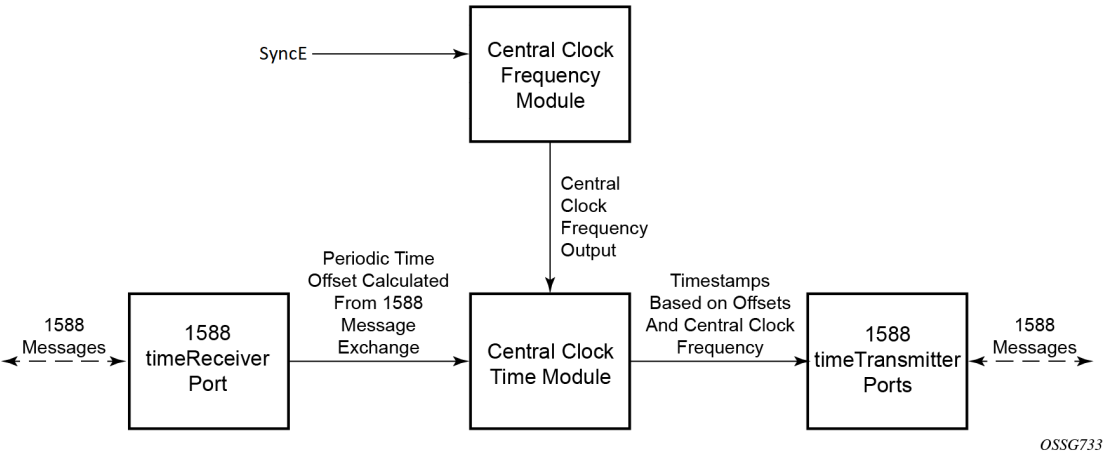 SyncE
Central Clock
Frequency
Module
Central
Clock
Frequency
Output
Periodic Time
Offset Calculated
From 1588
Message
Exchange
Timestamps
Based on Offsets
And Central Clock
Frequency
1588
Messages
1588
timeReceiver
Port
Central Clock
Time Module
1588
timeTransmitter
Ports
1588
Messages
OSSG733